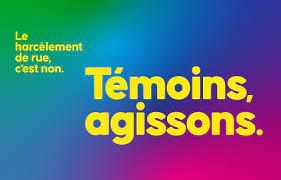 Le
harcèlement
de rue,
c'est non.
Témoins,
agissons.